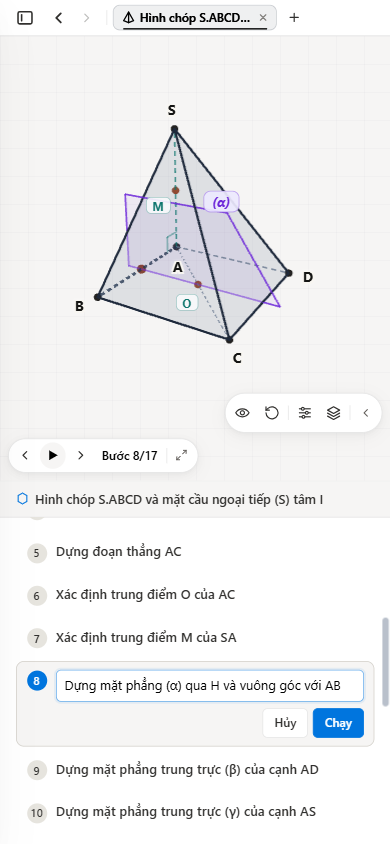 Hình chóp S.ABCD...
S
M
(α)
A
D
B
O
C
Bước 8/17
Hình chóp S.ABCD và mặt cầu ngoại tiếp (S) tâm I
5 Dựng đoạn thẳng AC
6 Xác định trung điểm O của AC
7 Xác định trung điểm M của SA
8 Dựng mặt phẳng (α) qua H và vuông góc với AB
Hủy Chạy
9 Dựng mặt phẳng trung trực (β) của cạnh AD
10 Dựng mặt phẳng trung trực (γ) của cạnh AS